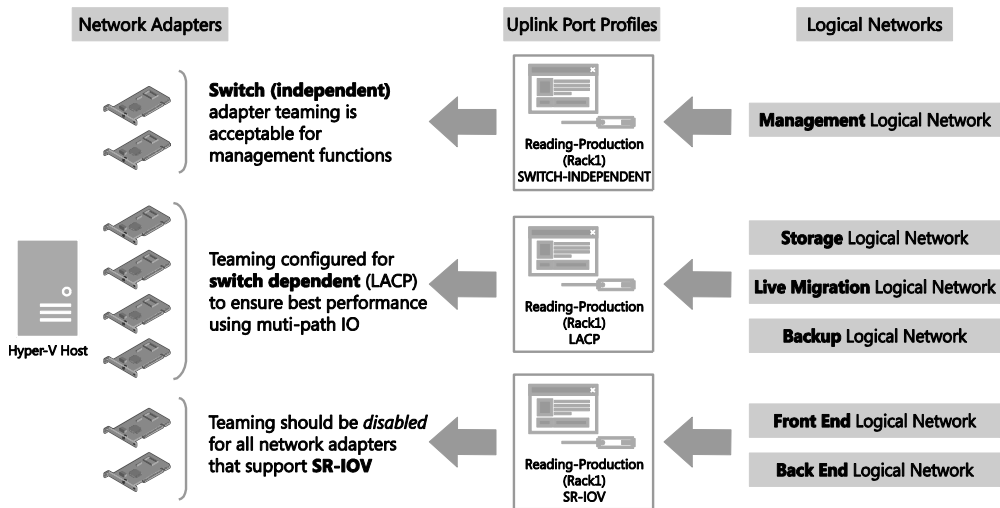 Network Adapters
Uplink Port Profiles
Logical Networks
Switch (independent)
adapter teaming is
acceptable for
management functions
Reading-Production
(Rack1)
SWITCH-INDEPENDENT
Management Logical Network
Hyper-V Host
Teaming configured for
switch dependent (LACP)
to ensure best performance
using muti-path IO
Reading-Production
(Rack1)
LACP
Storage Logical Network
Live Migration Logical Network
Backup Logical Network
Teaming should be disabled
for all network adapters
that support SR-IOV
Reading-Production
(Rack1)
SR-IOV
Front End Logical Network
Back End Logical Network